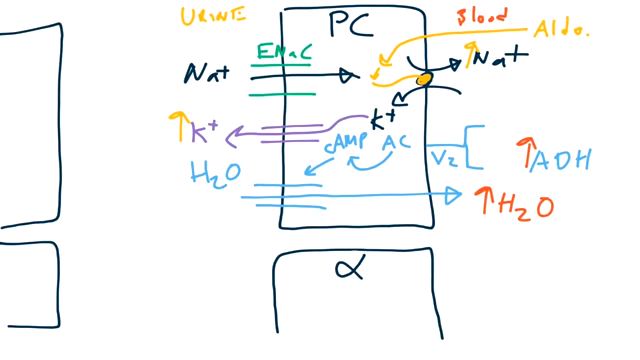 URINE PC Blood
Aldo.
ENaC
Na+ ↑Na+
↑K+ K+
cAMP AC
H2O V2 ↑ADH
↑H2O
α